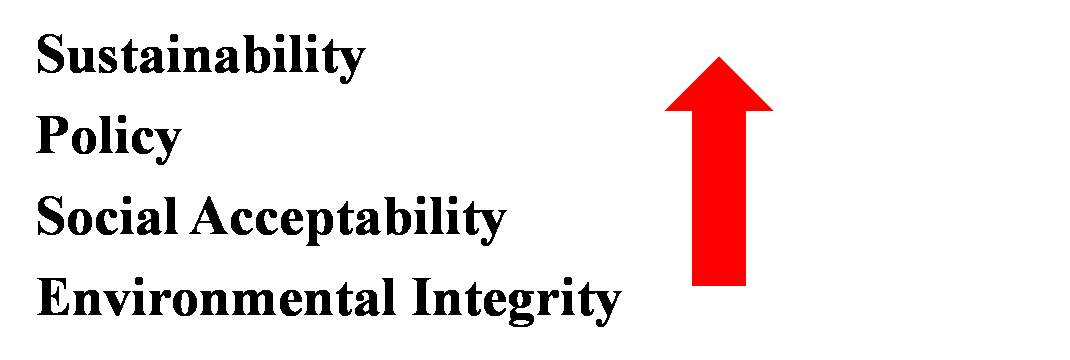 Sustainability
Policy
Social Acceptability
Environmental Integrity